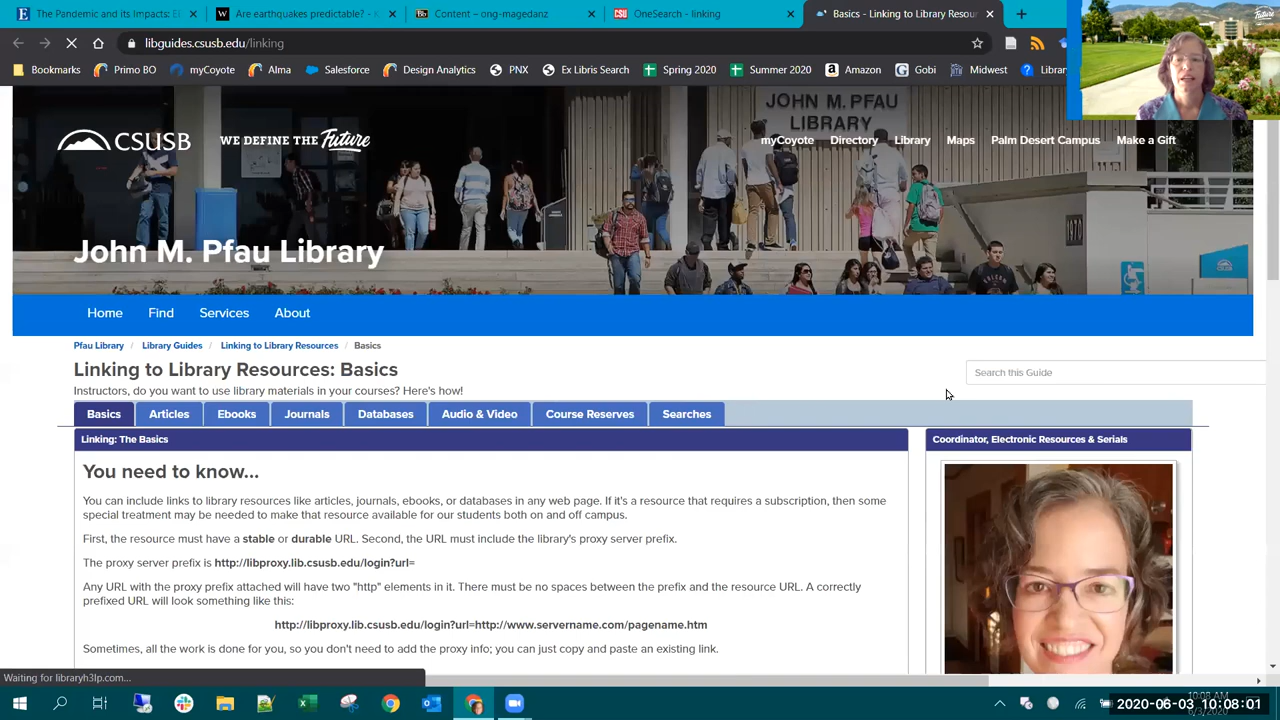 The Pandemic and its Impacts: E
Are earthquakes predictable? -
Content – ong-magedanz
CSU
OneSearch - linking
Basics - Linking to Library Resour
libguides.csusb.edu/linking
Bookmarks
Primo BO
myCoyote
Alma
Salesforce
Design Analytics
PNX
Ex Libris Search
Spring 2020
Summer 2020
Amazon
Gobi
Midwest
Library
Future
JOHN M. PFAU
LIBRARY
CSUSB
WE DEFINE THE Future
myCoyote
Directory
Library
Maps
Palm Desert Campus
Make a Gift
1970
John M. Pfau Library
Home
Find
Services
About
Pfau Library / Library Guides / Linking to Library Resources / Basics
Linking to Library Resources: Basics
Search this Guide
Instructors, do you want to use library materials in your courses? Here's how!
Basics
Articles
Ebooks
Journals
Databases
Audio & Video
Course Reserves
Searches
Linking: The Basics
Coordinator, Electronic Resources & Serials
You need to know...
You can include links to library resources like articles, journals, ebooks, or databases in any web page. If it's a resource that requires a subscription, then some
special treatment may be needed to make that resource available for our students both on and off campus.
First, the resource must have a stable or durable URL. Second, the URL must include the library's proxy server prefix.
The proxy server prefix is http://libproxy.lib.csusb.edu/login?url=
Any URL with the proxy prefix attached will have two "http" elements in it. There must be no spaces between the prefix and the resource URL. A correctly
prefixed URL will look something like this:
http://libproxy.lib.csusb.edu/login?url=http://www.servername.com/pagename.htm
Sometimes, all the work is done for you, so you don't need to add the proxy info; you can just copy and paste an existing link.
Waiting for libraryh3lp.com...
10:08 AM
2020-06-03 10:08:01